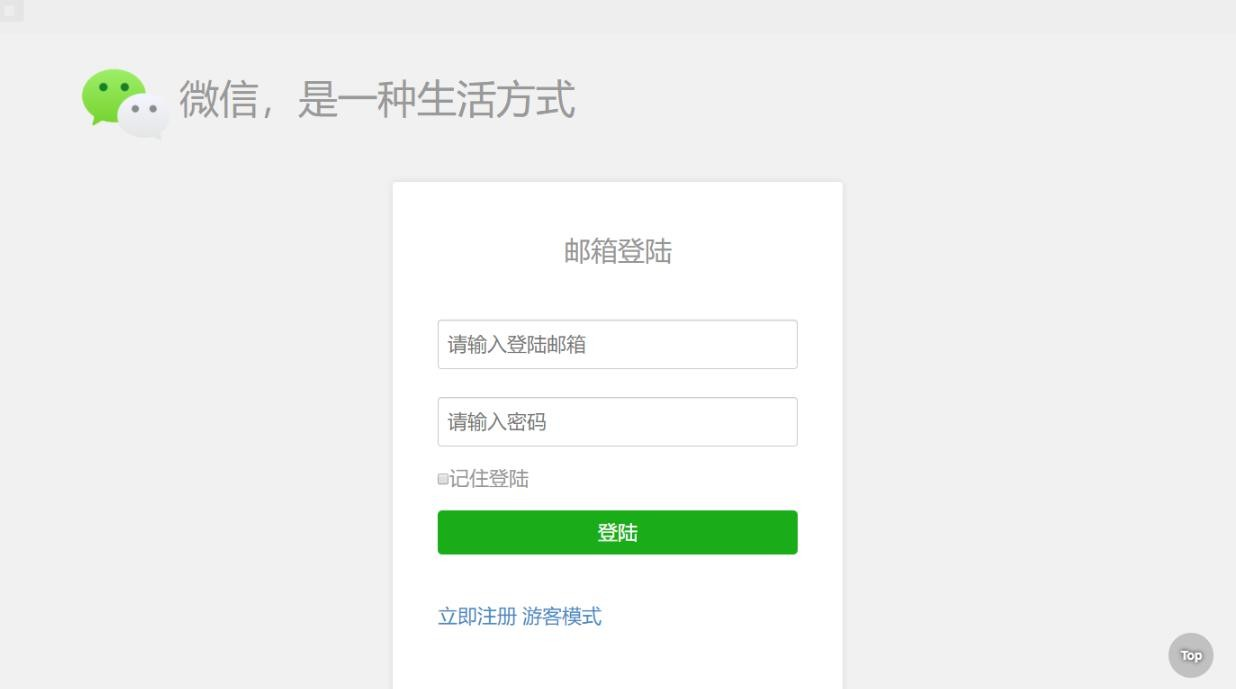 微信，是一种生活方式
邮箱登陆
请输入登陆邮箱
请输入密码
记住登陆
登陆
立即注册 游客模式
Top